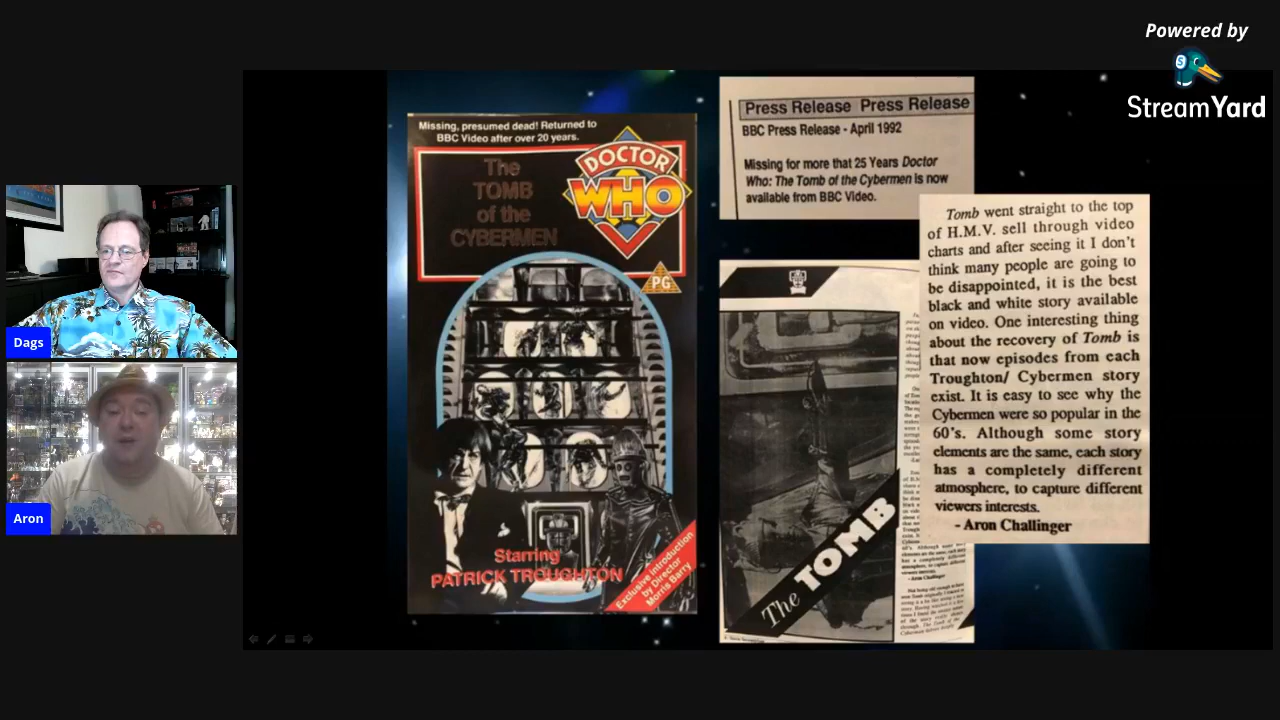 Powered by
StreamYard
Dags
Aron
Missing, presumed dead! Returned to
BBC Video after over 20 years.
The
TOMB
of the
CYBERMEN
DOCTOR
WHO
PG
Starring
PATRICK TROUGHTON
Exclusive introduction
by Director
Morris Barry
Press Release Press Release
BBC Press Release - April 1992
Missing for more that 25 Years Doctor
Who: The Tomb of the Cybermen is now
available from BBC Video.
The TOMB
Tomb went straight to the top
of H.M.V. sell through video
charts and after seeing it I don't
think many people are going to
be disappointed, it is the best
black and white story available
on video. One interesting thing
about the recovery of Tomb is
that now episodes from each
Troughton/ Cybermen story
exist. It is easy to see why the
Cybermen were so popular in the
60's. Although some story
elements are the same, each story
has a completely different
atmosphere, to capture different
viewers interests.
- Aron Challinger